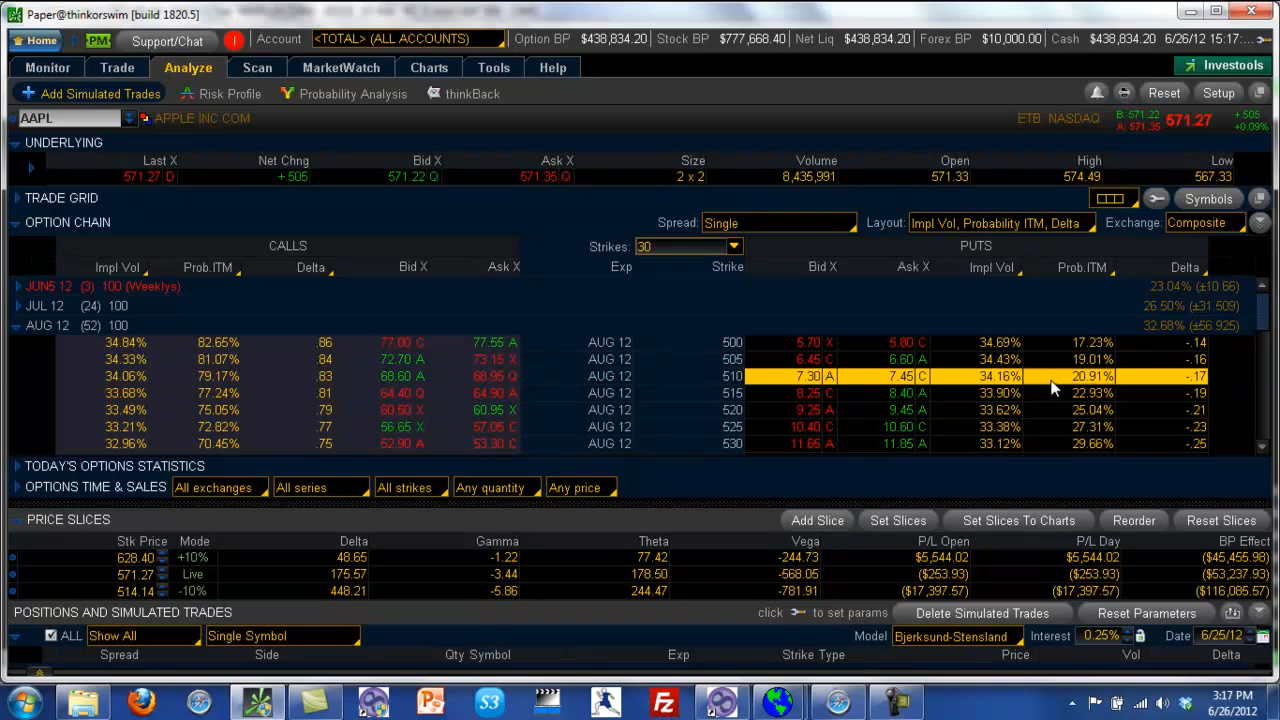 Paper@thinkorswim [build 1820.5]
Home PM Support/Chat ! Account <TOTAL> (ALL ACCOUNTS) Option BP $438,834.20 Stock BP $777,668.40 Net Liq $438,834.20 Forex BP $10,000.00 Cash $438,834.20 6/26/12 15:17:...
Monitor Trade Analyze Scan MarketWatch Charts Tools Help Investools
Add Simulated Trades Risk Profile Probability Analysis thinkBack Reset Setup
AAPL APPLE INC COM ETB NASDAQ B: 571.22 A: 571.35 571.27 +.505 +0.09%
UNDERLYING
Last X Net Chng Bid X Ask X Size Volume Open High Low
571.27 D +.505 571.22 Q 571.35 Q 2 x 2 8,435,991 571.33 574.49 567.33
TRADE GRID Symbols
OPTION CHAIN Spread: Single Layout: Impl Vol, Probability ITM, Delta Exchange: Composite
CALLS Strikes: 30 PUTS
Impl Vol Prob.ITM Delta Bid X Ask X Exp Strike Bid X Ask X Impl Vol Prob.ITM Delta
JUN5 12 (3) 100 (Weeklys) 23.04% (±10.66)
JUL 12 (24) 100 26.50% (±31.509)
AUG 12 (52) 100 32.68% (±56.925)
34.84% 82.65% .86 77.00 C 77.55 A AUG 12 500 5.70 X 5.80 C 34.69% 17.23% -.14
34.33% 81.07% .84 72.70 A 73.15 X AUG 12 505 6.45 C 6.60 A 34.43% 19.01% -.16
34.06% 79.17% .83 68.60 A 68.95 Q AUG 12 510 7.30 A 7.45 C 34.16% 20.91% -.17
33.68% 77.24% .81 64.40 Q 64.90 A AUG 12 515 8.25 C 8.40 A 33.90% 22.93% -.19
33.49% 75.05% .79 60.50 X 60.95 X AUG 12 520 9.25 A 9.45 A 33.62% 25.04% -.21
33.21% 72.82% .77 56.65 X 57.05 C AUG 12 525 10.40 C 10.60 C 33.38% 27.31% -.23
32.96% 70.45% .75 52.90 A 53.30 C AUG 12 530 11.65 A 11.85 A 33.12% 29.66% -.25
TODAY'S OPTIONS STATISTICS
OPTIONS TIME & SALES All exchanges All series All strikes Any quantity Any price
PRICE SLICES Add Slice Set Slices Set Slices To Charts Reorder Reset Slices
Stk Price Mode Delta Gamma Theta Vega P/L Open P/L Day BP Effect
628.40 +10% 48.65 -1.22 77.42 -244.73 $5,544.02 $5,544.02 ($45,455.98)
571.27 Live 175.57 -3.44 178.50 -568.05 ($253.93) ($253.93) ($53,237.93)
514.14 -10% 448.21 -5.86 244.47 -781.91 ($17,397.57) ($17,397.57) ($116,085.57)
POSITIONS AND SIMULATED TRADES click to set params Delete Simulated Trades Reset Parameters
ALL Show All Single Symbol Model Bjerksund-Stensland Interest 0.25% Date 6/25/12
Spread Side Qty Symbol Exp Strike Type Price Vol Delta
S3 Fz 3:17 PM
6/26/2012